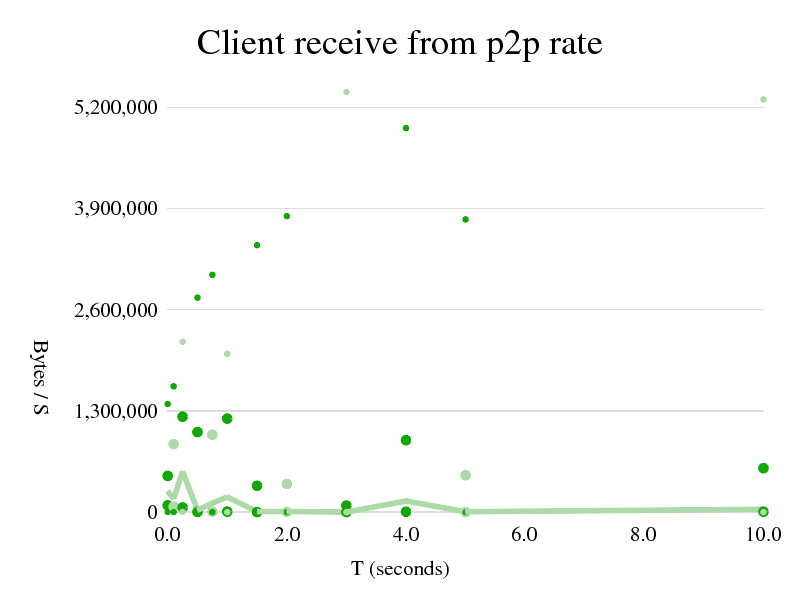 Client receive from p2p rate
5,200,000
3,900,000
2,600,000
1,300,000
0
Bytes / S
0.0 2.0 4.0 6.0 8.0 10.0
T (seconds)